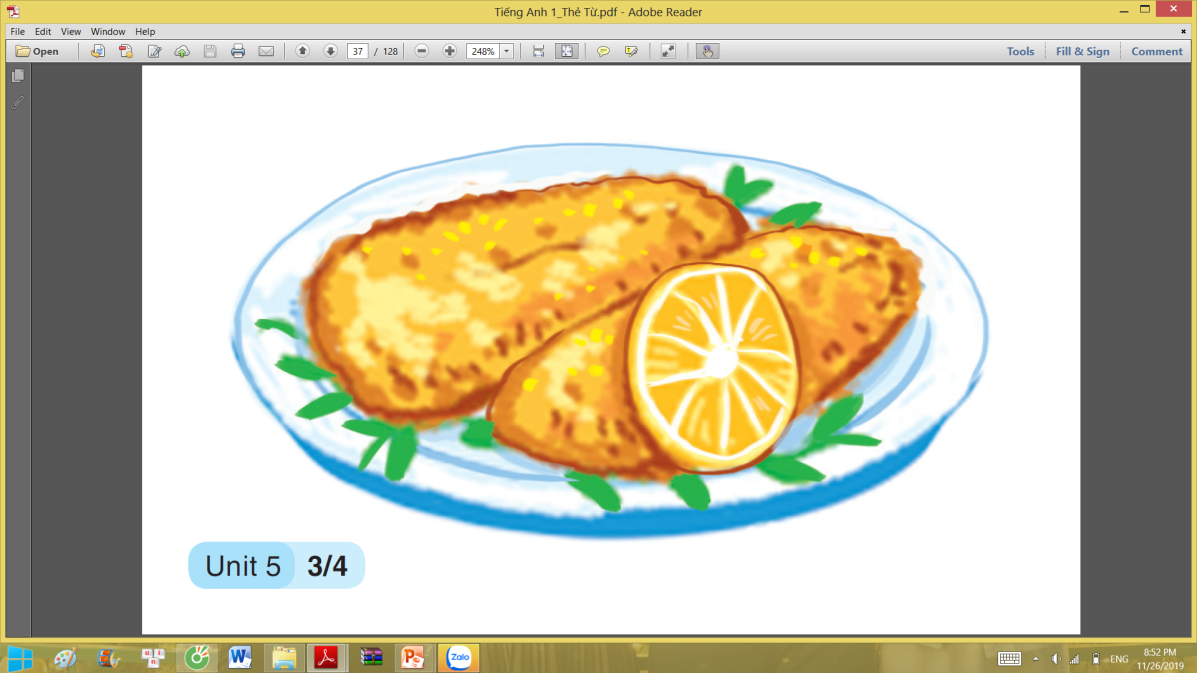 Tiếng Anh 1_Thẻ Từ.pdf - Adobe Reader
File Edit View Window Help
Open 37 / 128 248% Tools Fill & Sign Comment
Unit 5 3/4
Zalo ENG 8:52 PM
11/26/2019